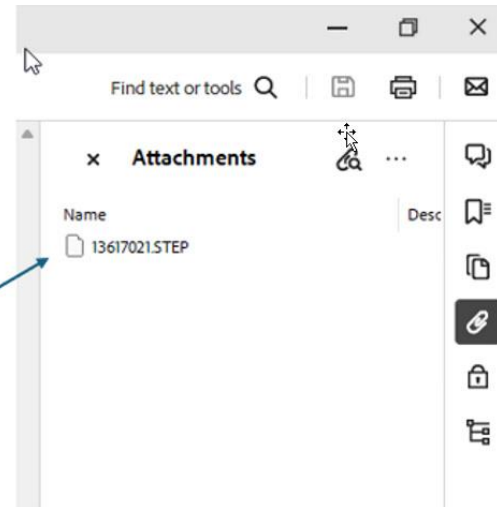 Find text or tools
Attachments
Name Desc
13617021.STEP